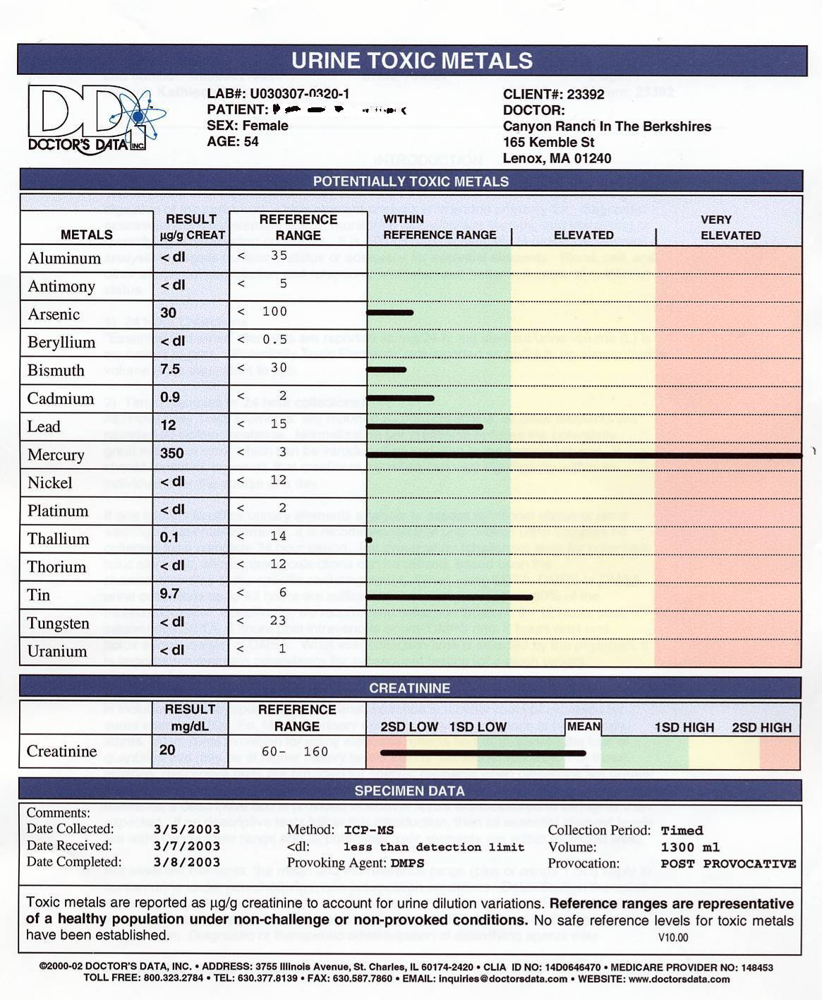 URINE TOXIC METALS
DOCTOR'S DATA INC.
LAB#: U030307-0320-1
PATIENT:
SEX: Female
AGE: 54
CLIENT#: 23392
DOCTOR:
Canyon Ranch In The Berkshires
165 Kemble St
Lenox, MA 01240
POTENTIALLY TOXIC METALS
METALS RESULT µg/g CREAT REFERENCE RANGE WITHIN REFERENCE RANGE ELEVATED VERY ELEVATED
Aluminum < dl < 35
Antimony < dl < 5
Arsenic 30 < 100
Beryllium < dl < 0.5
Bismuth 7.5 < 30
Cadmium 0.9 < 2
Lead 12 < 15
Mercury 350 < 3
Nickel < dl < 12
Platinum < dl < 2
Thallium 0.1 < 14
Thorium < dl < 12
Tin 9.7 < 6
Tungsten < dl < 23
Uranium < dl < 1
CREATININE
RESULT mg/dL REFERENCE RANGE 2SD LOW 1SD LOW MEAN 1SD HIGH 2SD HIGH
Creatinine 20 60- 160
SPECIMEN DATA
Comments:
Date Collected: 3/5/2003 Method: ICP-MS Collection Period: Timed
Date Received: 3/7/2003 <dl: less than detection limit Volume: 1300 ml
Date Completed: 3/8/2003 Provoking Agent: DMPS Provocation: POST PROVOCATIVE
Toxic metals are reported as µg/g creatinine to account for urine dilution variations. Reference ranges are representative
of a healthy population under non-challenge or non-provoked conditions. No safe reference levels for toxic metals
have been established. V10.00
©2000-02 DOCTOR'S DATA, INC. • ADDRESS: 3755 Illinois Avenue, St. Charles, IL 60174-2420 • CLIA ID NO: 14D0646470 • MEDICARE PROVIDER NO: 148453
TOLL FREE: 800.323.2784 • TEL: 630.377.8139 • FAX: 630.587.7860 • EMAIL: inquiries@doctorsdata.com • WEBSITE: www.doctorsdata.com